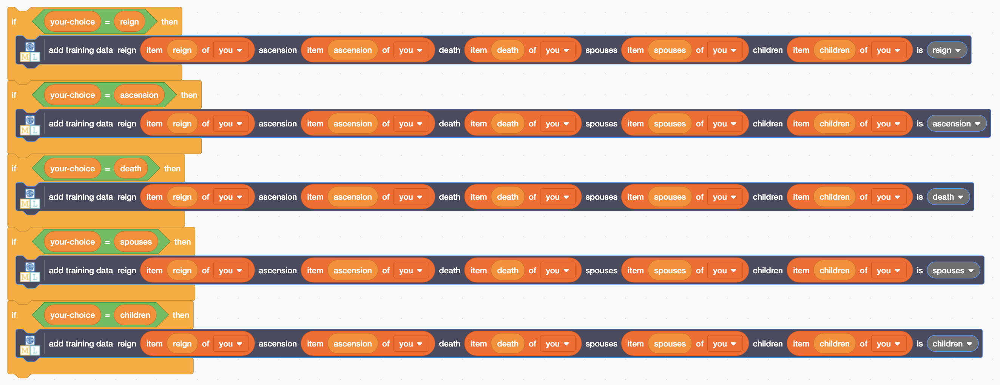 if your-choice = reign then
ML add training data reign item reign of you ascension item ascension of you death item death of you spouses item spouses of you children item children of you is reign
if your-choice = ascension then
ML add training data reign item reign of you ascension item ascension of you death item death of you spouses item spouses of you children item children of you is ascension
if your-choice = death then
ML add training data reign item reign of you ascension item ascension of you death item death of you spouses item spouses of you children item children of you is death
if your-choice = spouses then
ML add training data reign item reign of you ascension item ascension of you death item death of you spouses item spouses of you children item children of you is spouses
if your-choice = children then
ML add training data reign item reign of you ascension item ascension of you death item death of you spouses item spouses of you children item children of you is children